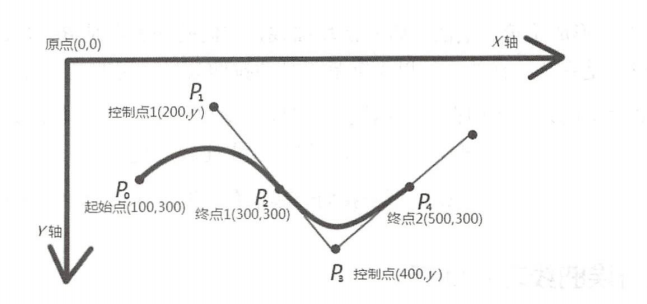 原点(0,0)
X轴
P₁
控制点1(200,y)
P₀
起始点(100,300)
P₂
终点1(300,300)
P₄
终点2(500,300)
Y轴
P₃ 控制点(400,y)